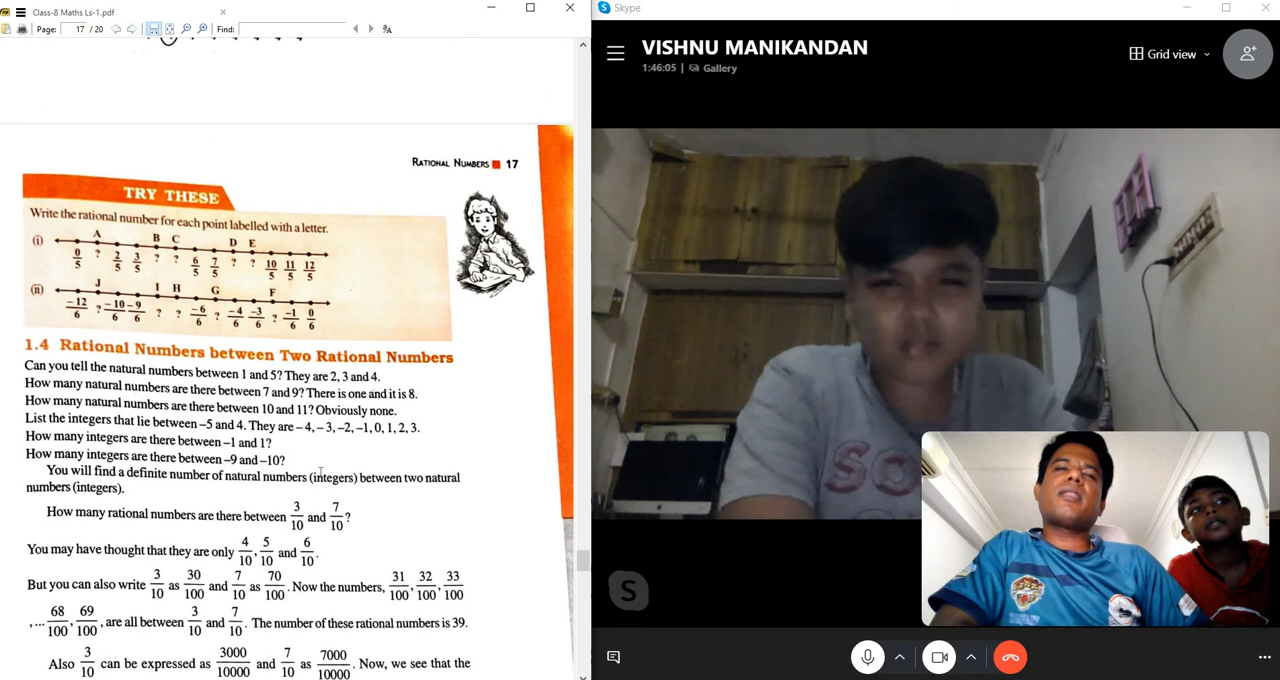 Class-8 Maths Ls-1.pdf
Page: 17 / 20 Find:
RATIONAL NUMBERS 17
TRY THESE
Write the rational number for each point labelled with a letter.
(i) A B C D E
0/5 ? 2/5 3/5 ? ? 6/5 7/5 ? ? 10/5 11/5 12/5
(ii) J I H G F
-12/6 ? -10/6 -9/6 ? ? -6/6 ? -4/6 -3/6 ? -1/6 0/6
1.4 Rational Numbers between Two Rational Numbers
Can you tell the natural numbers between 1 and 5? They are 2, 3 and 4.
How many natural numbers are there between 7 and 9? There is one and it is 8.
How many natural numbers are there between 10 and 11? Obviously none.
List the integers that lie between –5 and 4. They are – 4, – 3, –2, –1, 0, 1, 2, 3.
How many integers are there between –1 and 1?
How many integers are there between –9 and –10?
You will find a definite number of natural numbers (integers) between two natural
numbers (integers).
How many rational numbers are there between 3/10 and 7/10?
You may have thought that they are only 4/10, 5/10 and 6/10.
But you can also write 3/10 as 30/100 and 7/10 as 70/100. Now the numbers, 31/100, 32/100, 33/100
, ... 68/100, 69/100, are all between 3/10 and 7/10. The number of these rational numbers is 39.
Also 3/10 can be expressed as 3000/10000 and 7/10 as 7000/10000. Now, we see that the
Skype
VISHNU MANIKANDAN
1:46:05 | Gallery
Grid view
SO
S